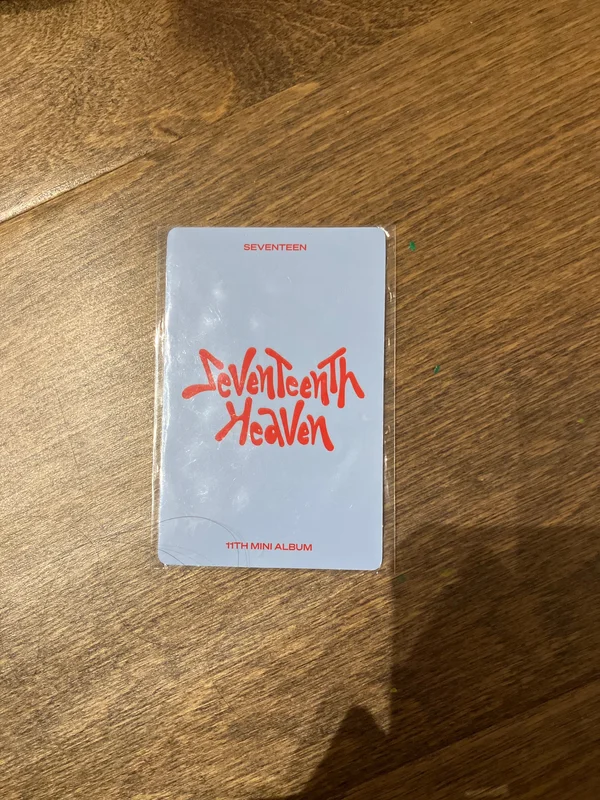 SEVENTEEN
SevenTeenTh
Heaven
11TH MINI ALBUM